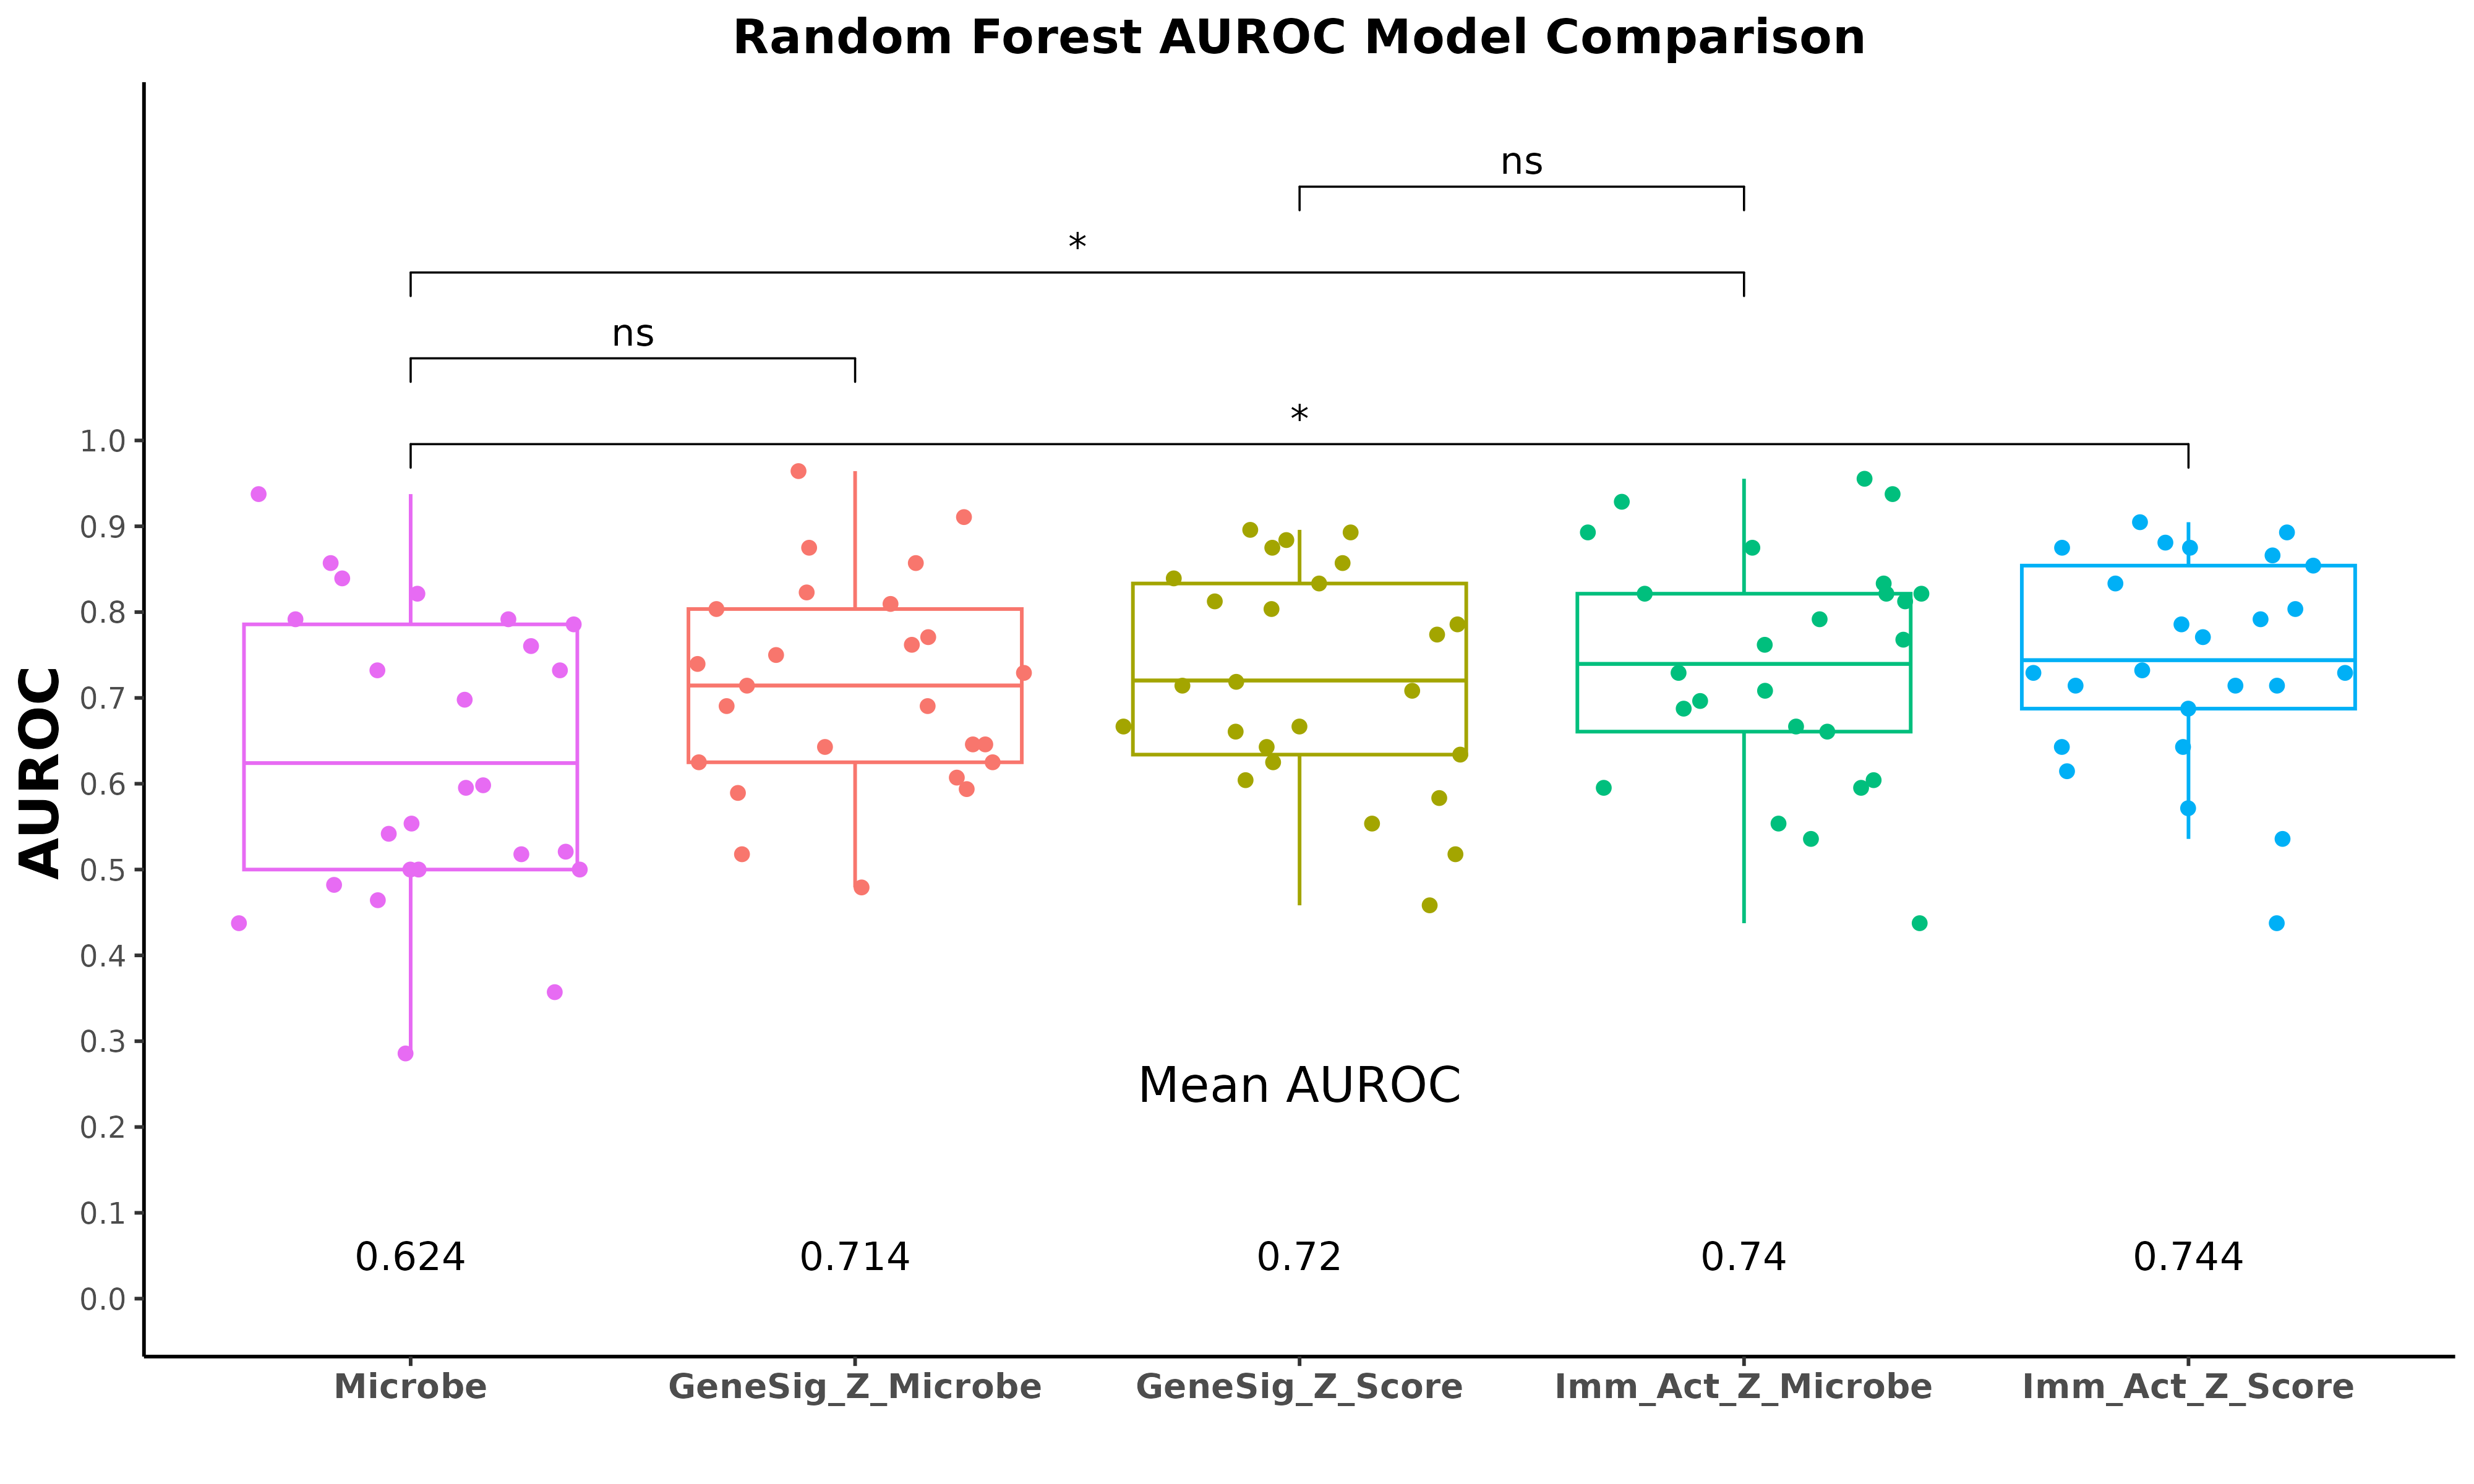 Random Forest AUROC Model Comparison
ns
*
ns
*
AUROC
1.0
0.9
0.8
0.7
0.6
0.5
0.4
0.3
0.2
0.1
0.0
Mean AUROC
0.624 0.714 0.72 0.74 0.744
Microbe GeneSig_Z_Microbe GeneSig_Z_Score Imm_Act_Z_Microbe Imm_Act_Z_Score